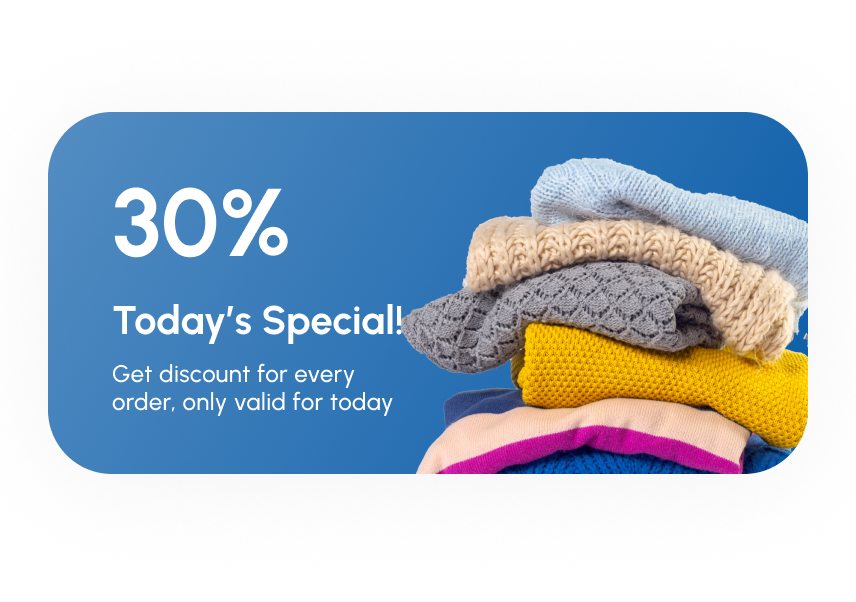 30%
Today’s Special!
Get discount for every
order, only valid for today